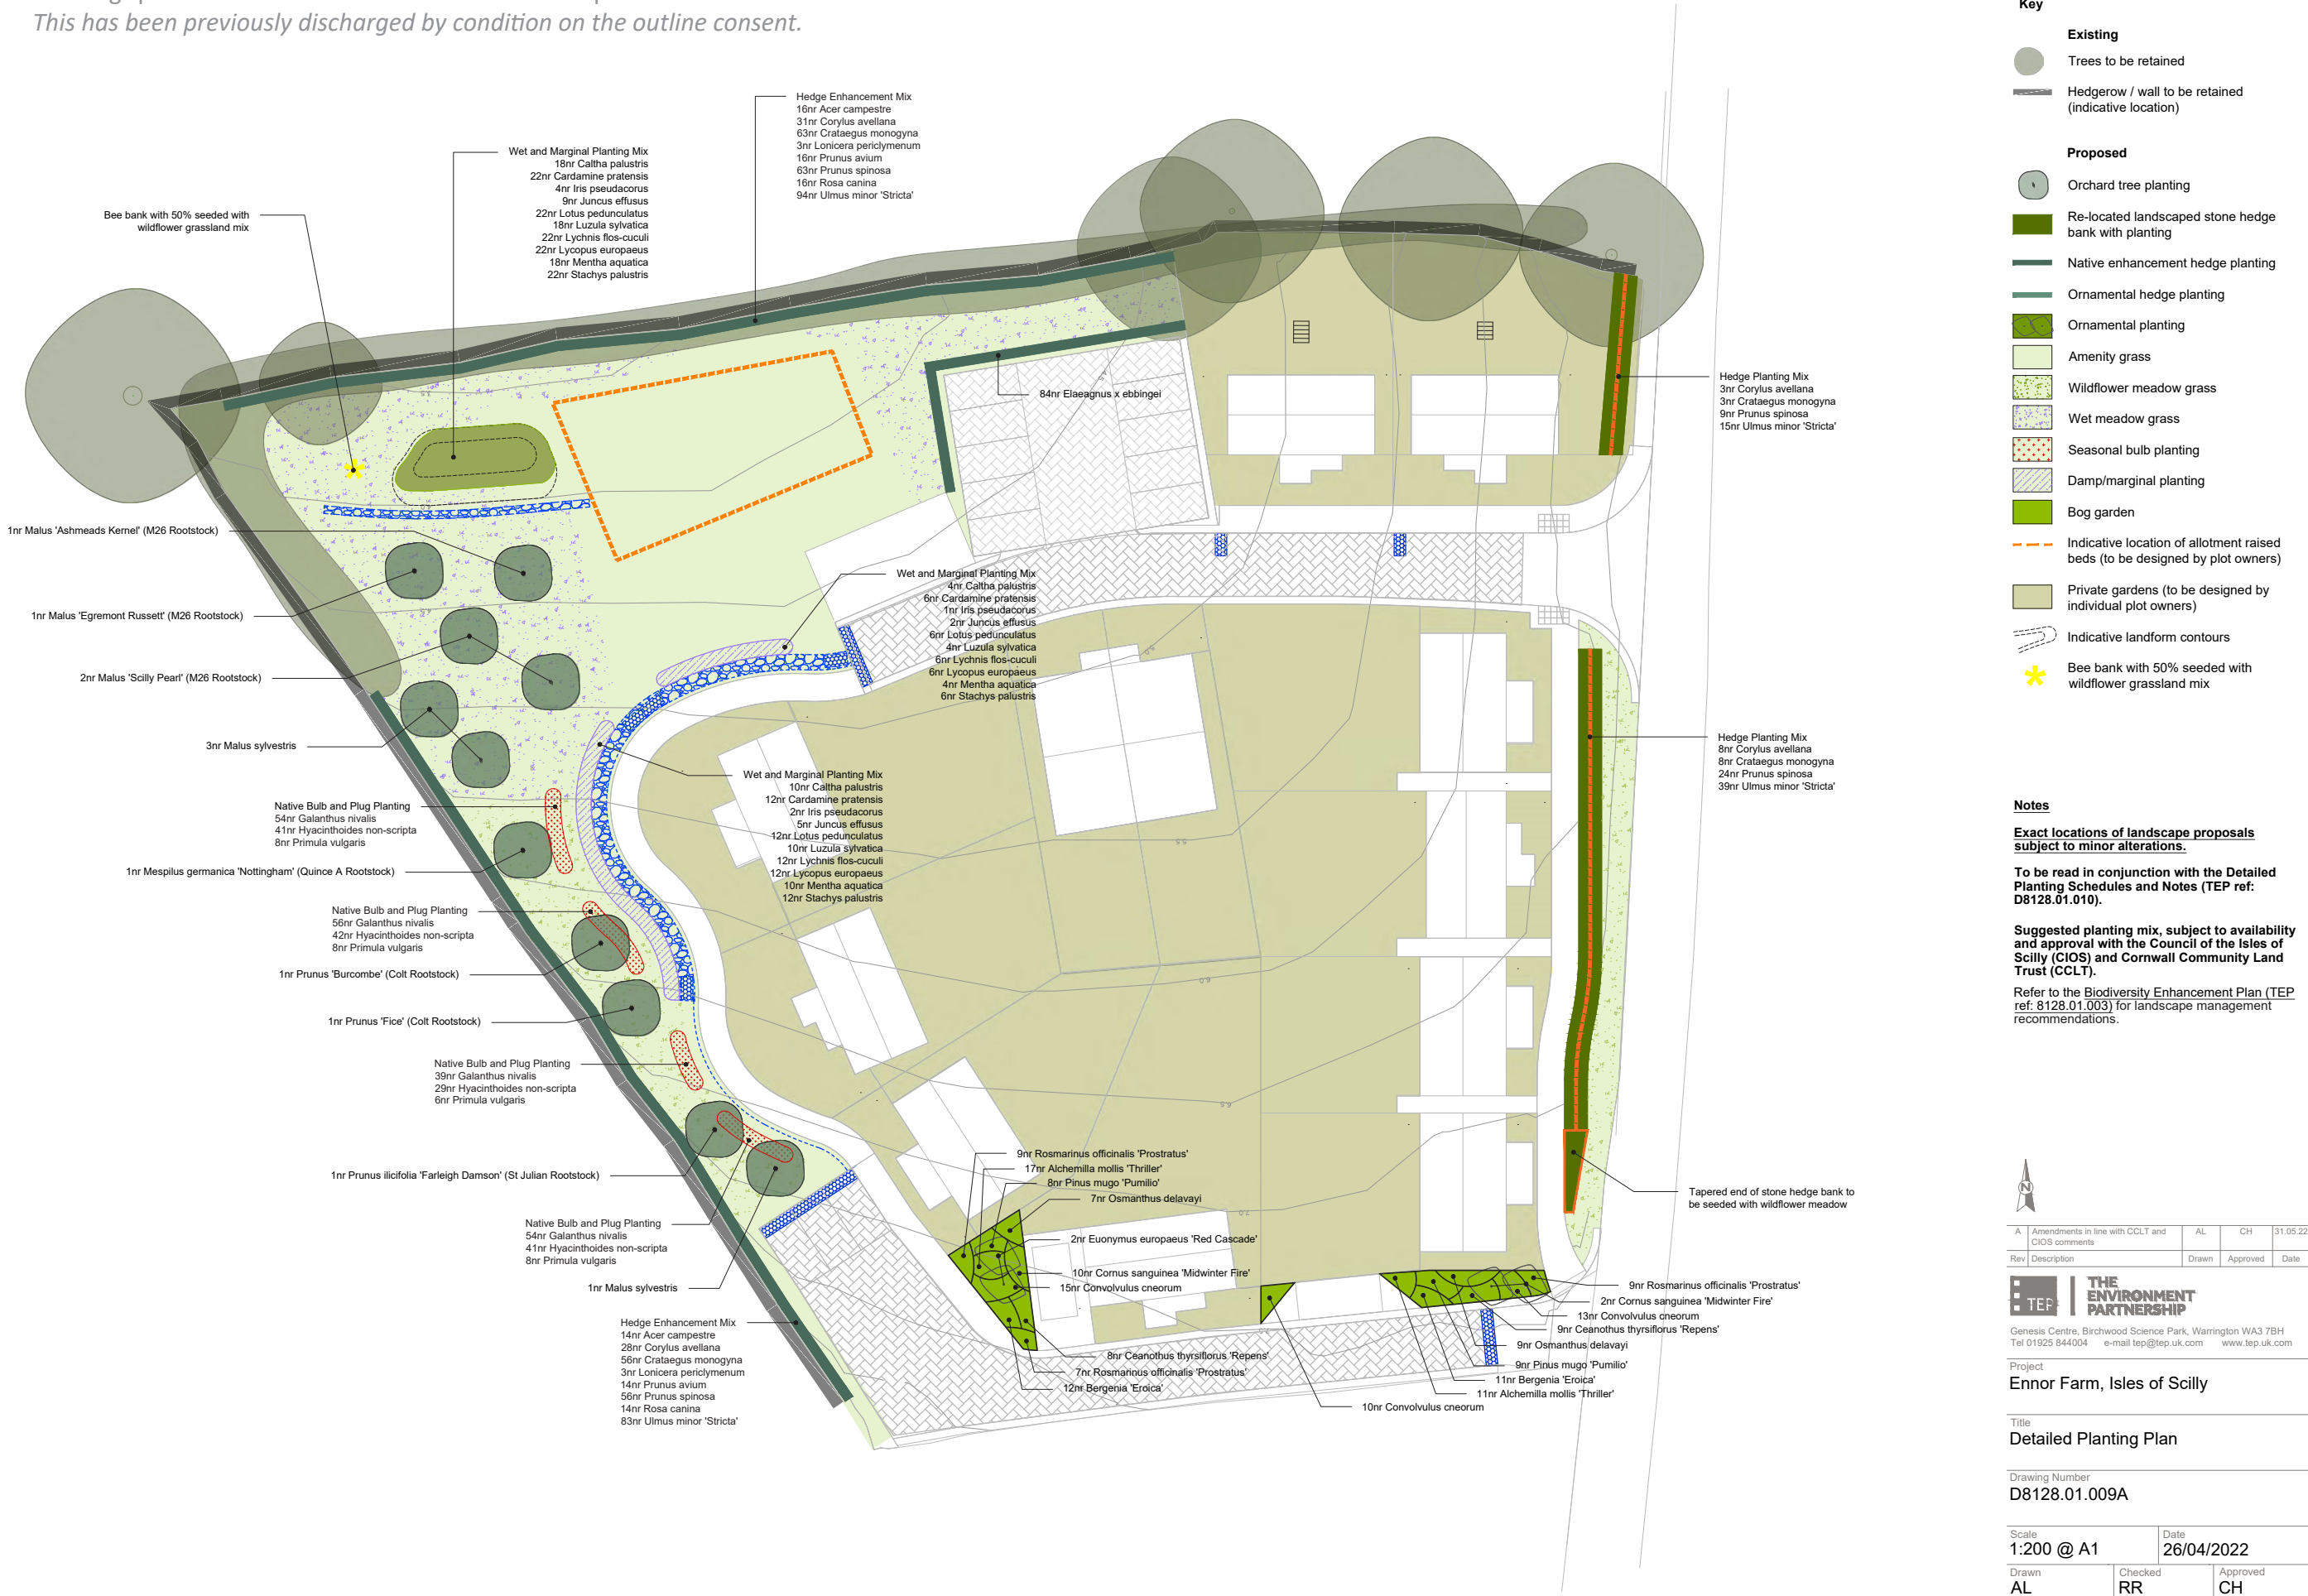 This has been previously discharged by condition on the outline consent.
Hedge Enhancement Mix
16nr Acer campestre
31nr Corylus avellana
63nr Crataegus monogyna
3nr Lonicera periclymenum
16nr Prunus avium
63nr Prunus spinosa
16nr Rosa canina
94nr Ulmus minor 'Stricta'
Wet and Marginal Planting Mix
18nr Caltha palustris
22nr Cardamine pratensis
4nr Iris pseudacorus
9nr Juncus effusus
22nr Lotus pedunculatus
18nr Luzula sylvatica
22nr Lychnis flos-cuculi
22nr Lycopus europaeus
18nr Mentha aquatica
22nr Stachys palustris
Bee bank with 50% seeded with
wildflower grassland mix
84nr Elaeagnus x ebbingei
Hedge Planting Mix
3nr Corylus avellana
3nr Crataegus monogyna
9nr Prunus spinosa
15nr Ulmus minor 'Stricta'
1nr Malus 'Ashmeads Kernel' (M26 Rootstock)
1nr Malus 'Egremont Russett' (M26 Rootstock)
2nr Malus 'Scilly Pearl' (M26 Rootstock)
3nr Malus sylvestris
Wet and Marginal Planting Mix
4nr Caltha palustris
6nr Cardamine pratensis
1nr Iris pseudacorus
2nr Juncus effusus
6nr Lotus pedunculatus
4nr Luzula sylvatica
6nr Lychnis flos-cuculi
6nr Lycopus europaeus
4nr Mentha aquatica
6nr Stachys palustris
Wet and Marginal Planting Mix
10nr Caltha palustris
12nr Cardamine pratensis
2nr Iris pseudacorus
5nr Juncus effusus
12nr Lotus pedunculatus
10nr Luzula sylvatica
12nr Lychnis flos-cuculi
12nr Lycopus europaeus
10nr Mentha aquatica
12nr Stachys palustris
Hedge Planting Mix
8nr Corylus avellana
8nr Crataegus monogyna
24nr Prunus spinosa
39nr Ulmus minor 'Stricta'
Native Bulb and Plug Planting
54nr Galanthus nivalis
41nr Hyacinthoides non-scripta
8nr Primula vulgaris
1nr Mespilus germanica 'Nottingham' (Quince A Rootstock)
Native Bulb and Plug Planting
56nr Galanthus nivalis
42nr Hyacinthoides non-scripta
8nr Primula vulgaris
1nr Prunus 'Burcombe' (Colt Rootstock)
1nr Prunus 'Fice' (Colt Rootstock)
Native Bulb and Plug Planting
39nr Galanthus nivalis
29nr Hyacinthoides non-scripta
6nr Primula vulgaris
1nr Prunus ilicifolia 'Farleigh Damson' (St Julian Rootstock)
Native Bulb and Plug Planting
54nr Galanthus nivalis
41nr Hyacinthoides non-scripta
8nr Primula vulgaris
1nr Malus sylvestris
Hedge Enhancement Mix
14nr Acer campestre
28nr Corylus avellana
56nr Crataegus monogyna
3nr Lonicera periclymenum
14nr Prunus avium
56nr Prunus spinosa
14nr Rosa canina
83nr Ulmus minor 'Stricta'
9nr Rosmarinus officinalis 'Prostratus'
17nr Alchemilla mollis 'Thriller'
8nr Pinus mugo 'Pumilio'
7nr Osmanthus delavayi
2nr Euonymus europaeus 'Red Cascade'
10nr Cornus sanguinea 'Midwinter Fire'
15nr Convolvulus cneorum
8nr Ceanothus thyrsiflorus 'Repens'
7nr Rosmarinus officinalis 'Prostratus'
12nr Bergenia 'Eroica'
Tapered end of stone hedge bank to
be seeded with wildflower meadow
9nr Rosmarinus officinalis 'Prostratus'
2nr Cornus sanguinea 'Midwinter Fire'
13nr Convolvulus cneorum
9nr Ceanothus thyrsiflorus 'Repens'
9nr Osmanthus delavayi
9nr Pinus mugo 'Pumilio'
11nr Bergenia 'Eroica'
11nr Alchemilla mollis 'Thriller'
10nr Convolvulus cneorum
Key
Existing
Trees to be retained
Hedgerow / wall to be retained
(indicative location)
Proposed
Orchard tree planting
Re-located landscaped stone hedge
bank with planting
Native enhancement hedge planting
Ornamental hedge planting
Ornamental planting
Amenity grass
Wildflower meadow grass
Wet meadow grass
Seasonal bulb planting
Damp/marginal planting
Bog garden
Indicative location of allotment raised
beds (to be designed by plot owners)
Private gardens (to be designed by
individual plot owners)
Indicative landform contours
Bee bank with 50% seeded with
wildflower grassland mix
Notes
Exact locations of landscape proposals
subject to minor alterations.
To be read in conjunction with the Detailed
Planting Schedules and Notes (TEP ref:
D8128.01.010).
Suggested planting mix, subject to availability
and approval with the Council of the Isles of
Scilly (CIOS) and Cornwall Community Land
Trust (CCLT).
Refer to the Biodiversity Enhancement Plan (TEP
ref: 8128.01.003) for landscape management
recommendations.
N
A Amendments in line with CCLT and AL CH 31.05.22
CIOS comments
Rev Description Drawn Approved Date
TEP
THE
ENVIRONMENT
PARTNERSHIP
Genesis Centre, Birchwood Science Park, Warrington WA3 7BH
Tel 01925 844004 e-mail tep@tep.uk.com www.tep.uk.com
Project
Ennor Farm, Isles of Scilly
Title
Detailed Planting Plan
Drawing Number
D8128.01.009A
Scale Date
1:200 @ A1 26/04/2022
Drawn Checked Approved
AL RR CH